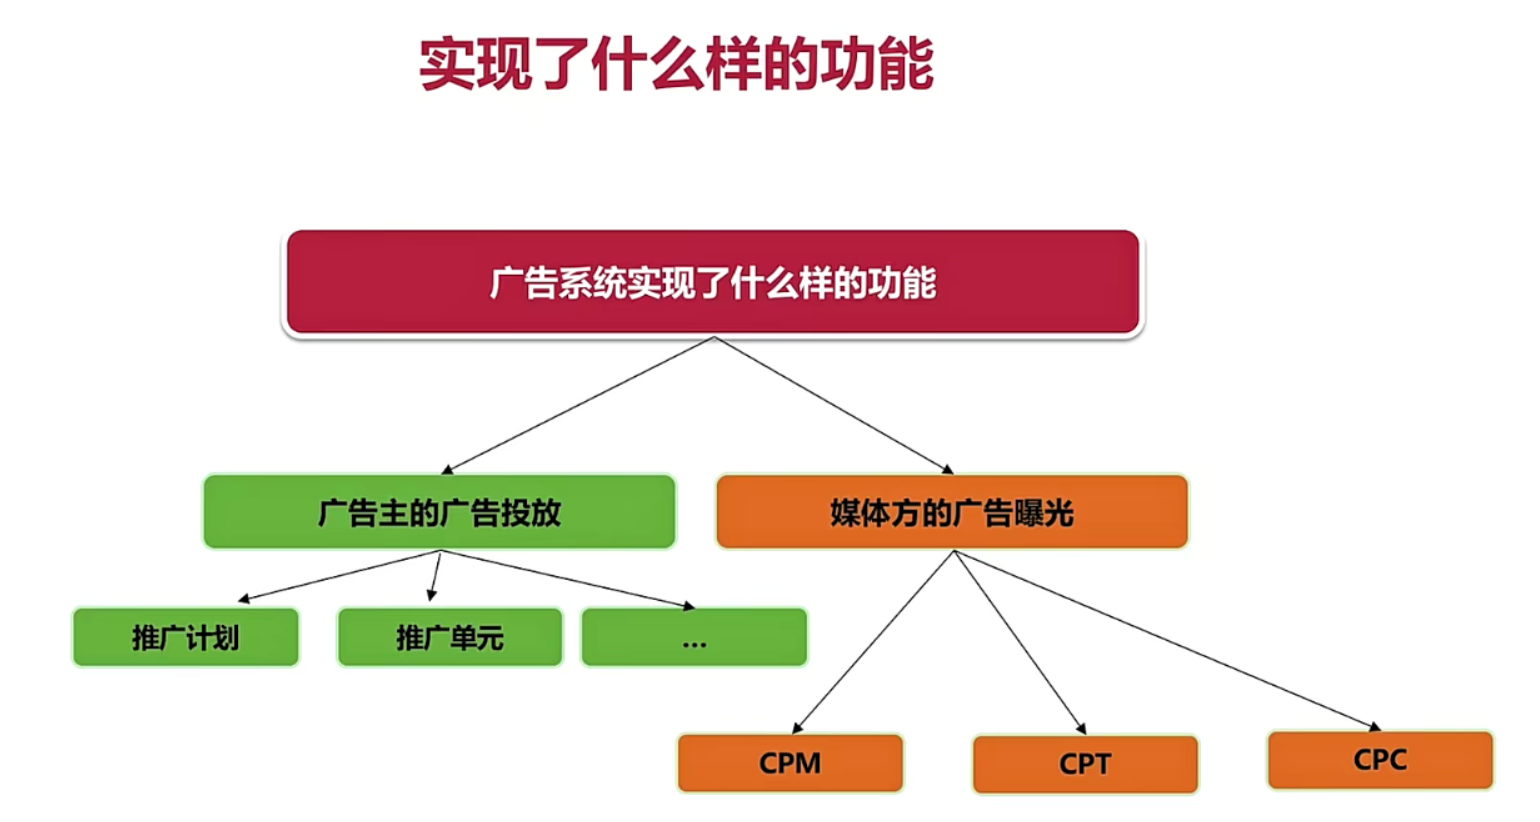 实现了什么样的功能
广告系统实现了什么样的功能
广告主的广告投放
媒体方的广告曝光
推广计划
推广单元
...
CPM
CPT
CPC